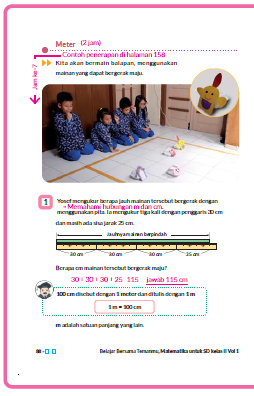 Meter (2 jam)
Contoh penerapan di halaman 158
Jam ke-7
Kita akan bermain balapan, menggunakan
mainan yang dapat bergerak maju.
1 Yosef mengukur berapa jauh mainan tersebut bergerak dengan
- Memahami hubungan m dan cm.
menggunakan pita. Ia mengukur tiga kali dengan penggaris 30 cm
dan masih ada sisa jarak 25 cm.
Jauhnya mainan berpindah
30 cm 30 cm 30 cm 25 cm
Berapa cm mainan tersebut bergerak maju?
30 + 30 + 30 + 25 115 jawab 115 cm
100 cm disebut dengan 1 meter dan ditulis dengan 1 m
1 m = 100 cm
m adalah satuan panjang yang lain.
Belajar Bersama Temanmu, Matematika untuk SD kelas II Vol 1